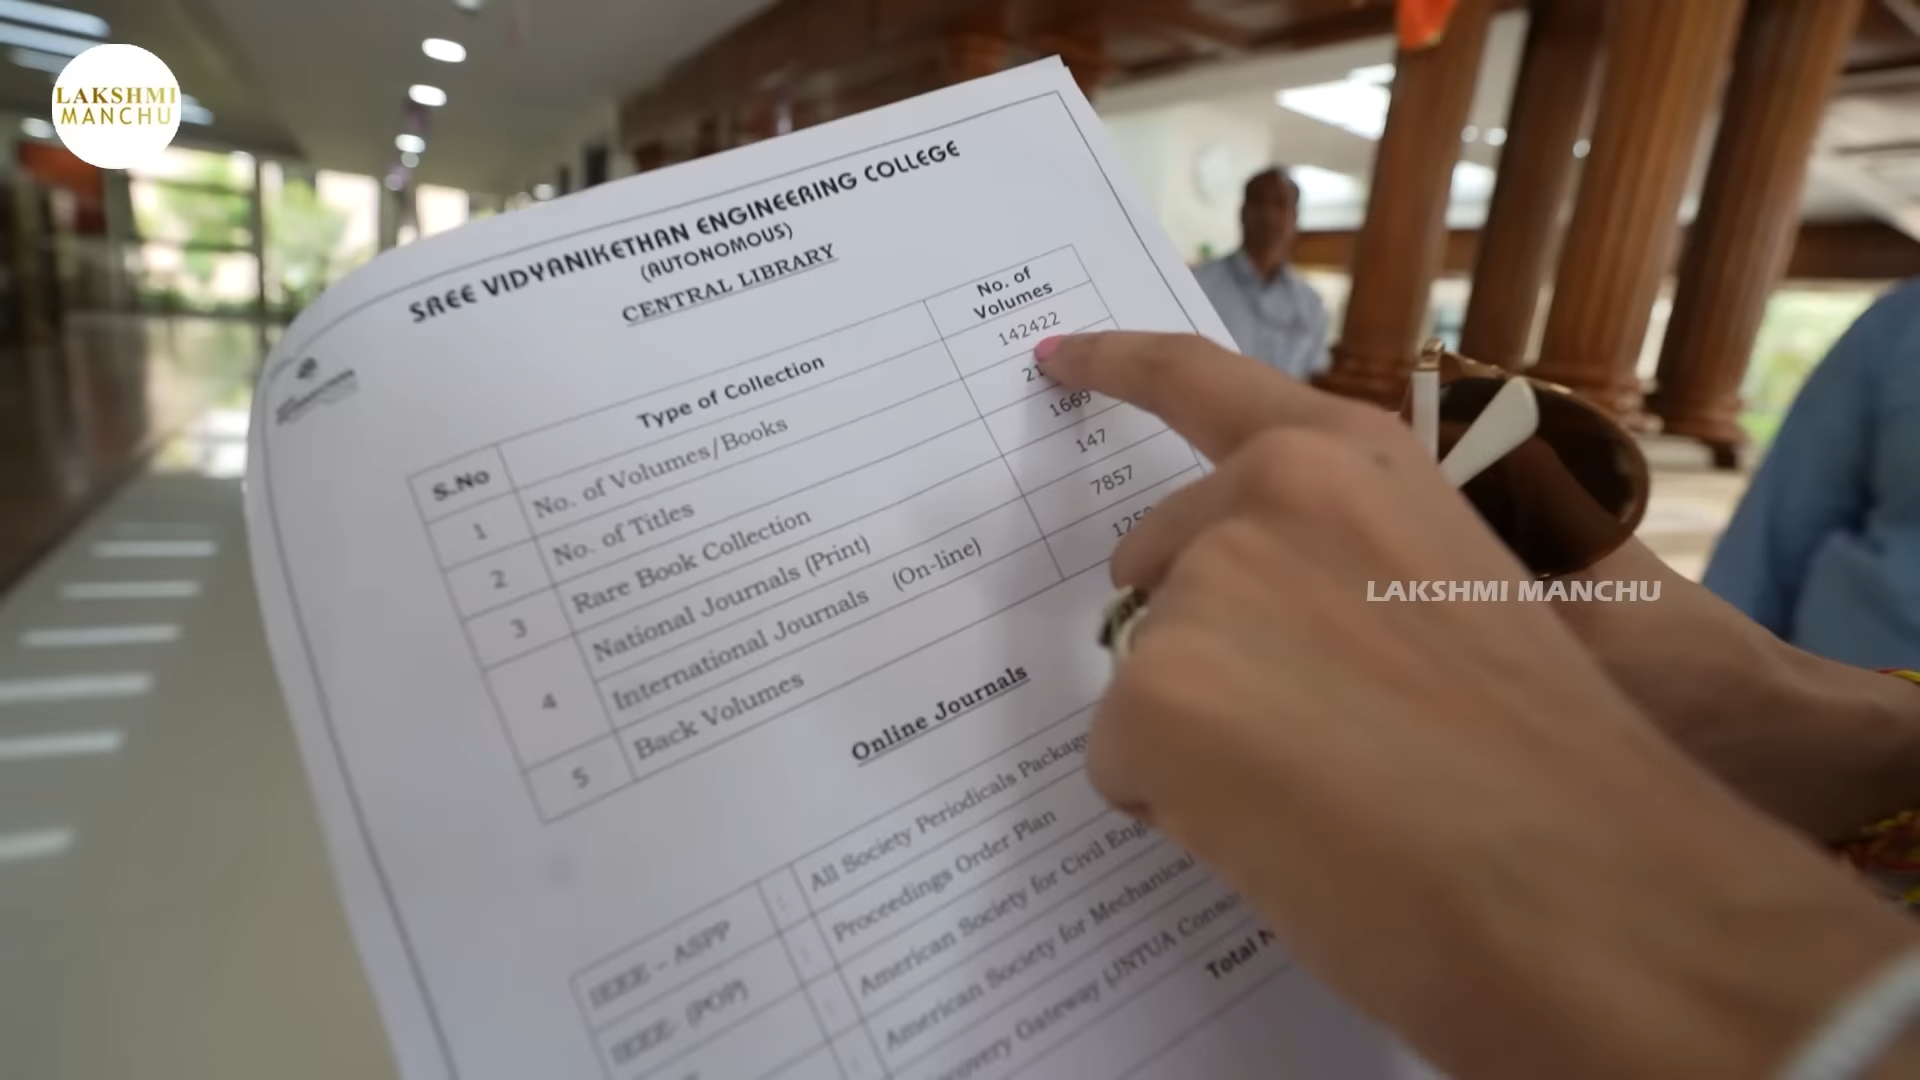 LAKSHMI
MANCHU
SREE VIDYANIKETHAN ENGINEERING COLLEGE
(AUTONOMOUS)
CENTRAL LIBRARY
S.No Type of Collection No. of Volumes
1 No. of Volumes/Books 142422
2 No. of Titles
3 Rare Book Collection 1669
4 National Journals (Print) 147
International Journals (On-line) 7857
5 Back Volumes
Online Journals
IEEE - ASPP : All Society Periodicals
IEEE- (POP) : Proceedings Order Plan
: American Society for Civil
American Society for Mechanical
Gateway (JNTUA
Total
LAKSHMI MANCHU